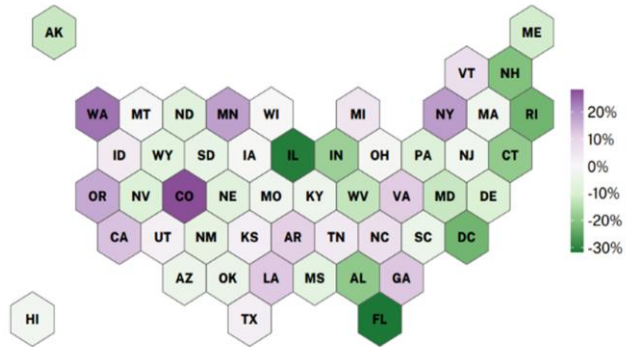 AK ME
VT NH
WA MT ND MN WI MI NY MA RI
ID WY SD IA IL IN OH PA NJ CT
OR NV CO NE MO KY WV VA MD DE
CA UT NM KS AR TN NC SC DC
AZ OK LA MS AL GA
HI TX FL
20%
10%
0%
-10%
-20%
-30%